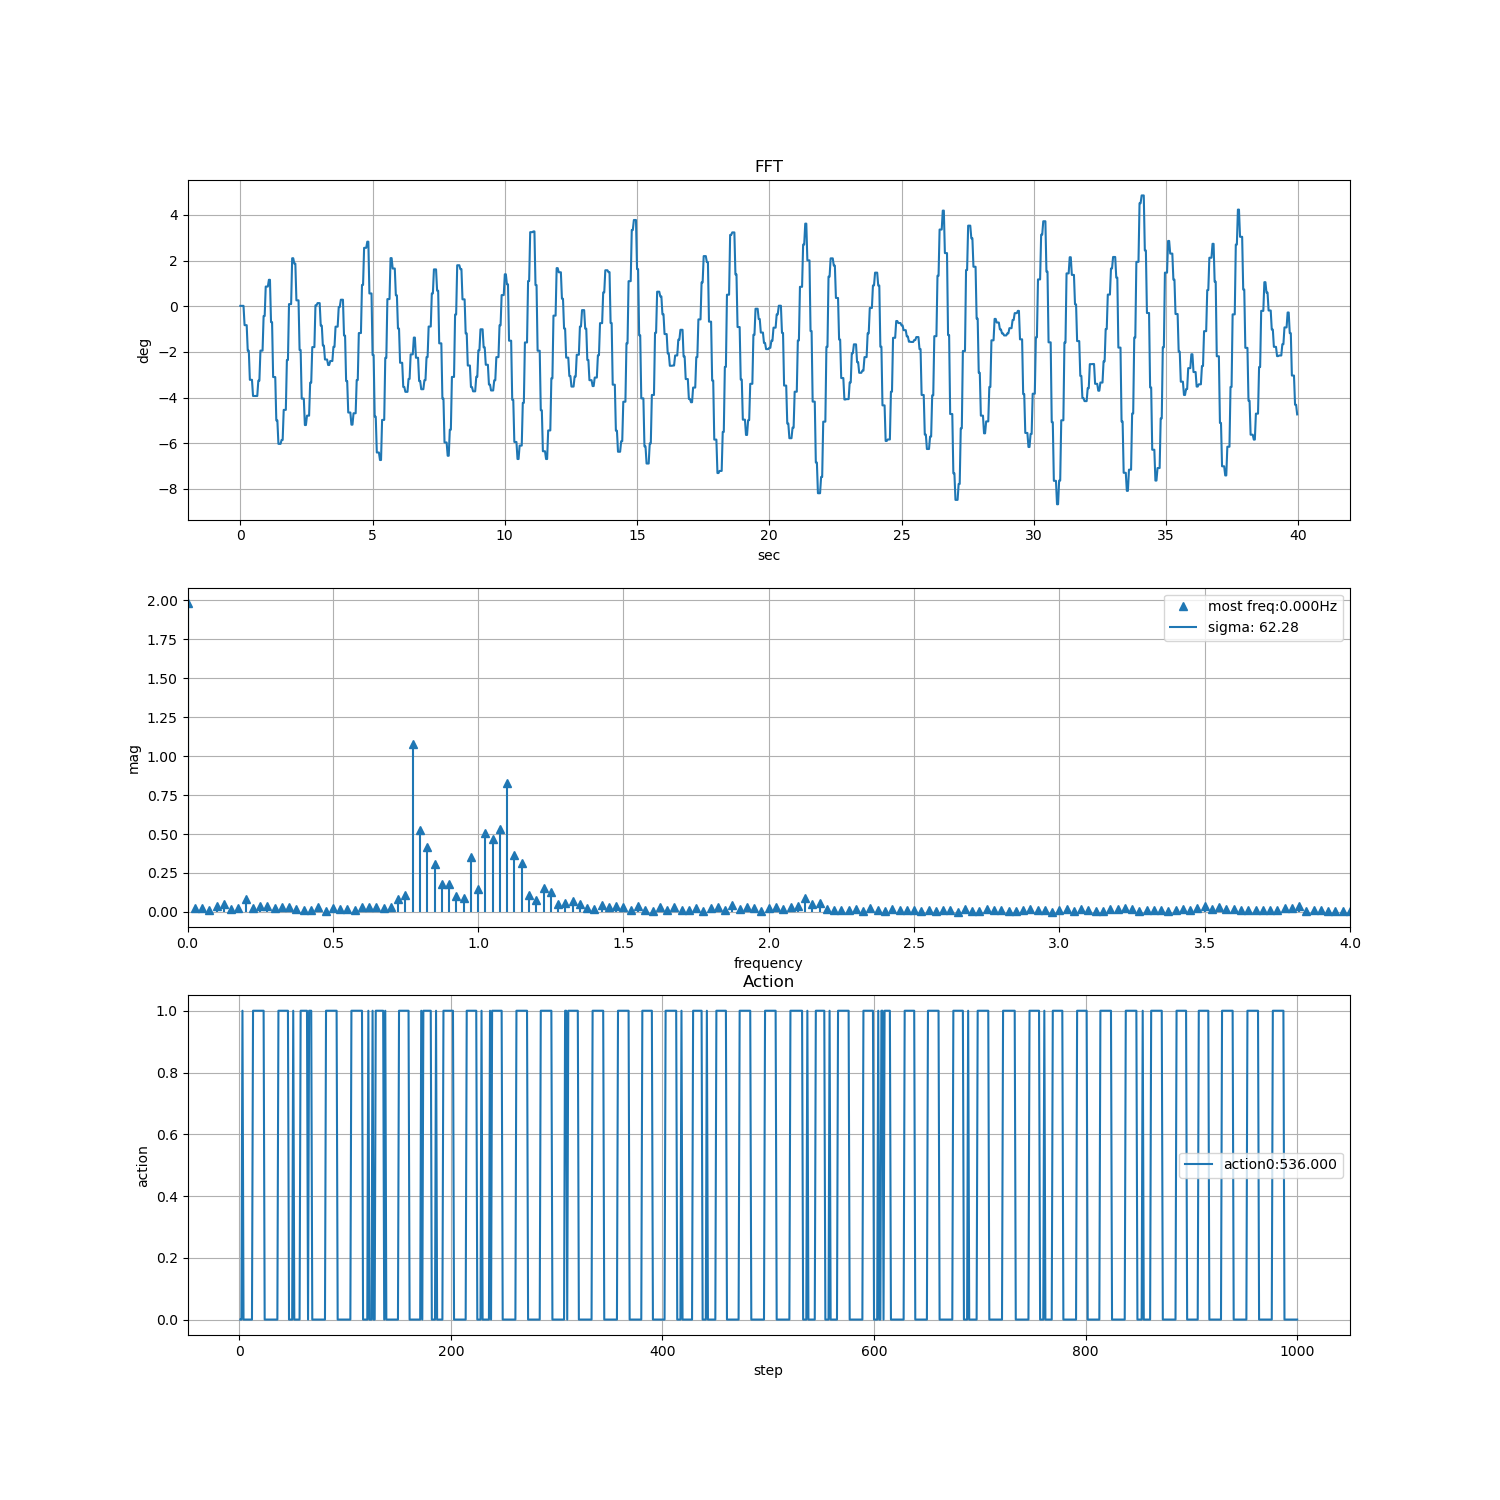 FFT
4
2
0
−2
−4
−6
−8
deg
0 5 10 15 20 25 30 35 40
sec
2.00
1.75
1.50
1.25
1.00
0.75
0.50
0.25
0.00
mag
most freq:0.000Hz
sigma: 62.28
0.0 0.5 1.0 1.5 2.0 2.5 3.0 3.5 4.0
frequency
Action
1.0
0.8
0.6
0.4
0.2
0.0
action
action0:536.000
0 200 400 600 800 1000
step